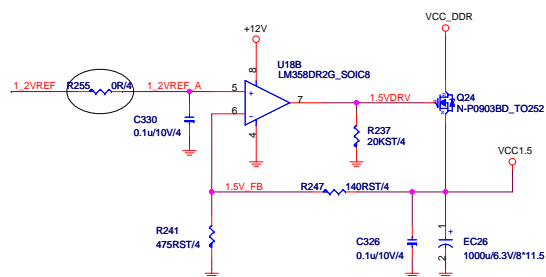 VCC_DDR
+12V
U18B
LM358DR2G_SOIC8
1_2VREF
R255
0R/4
1_2VREF_A
8
5
+
7
1.5VDRV
Q24
N-P0903BD_TO252
6
-
4
C330
0.1u/10V/4
R237
20KST/4
VCC1.5
1.5V_FB
R247
140RST/4
R241
475RST/4
C326
0.1u/10V/4
1
+
2
EC26
1000u/6.3V/8*11.5